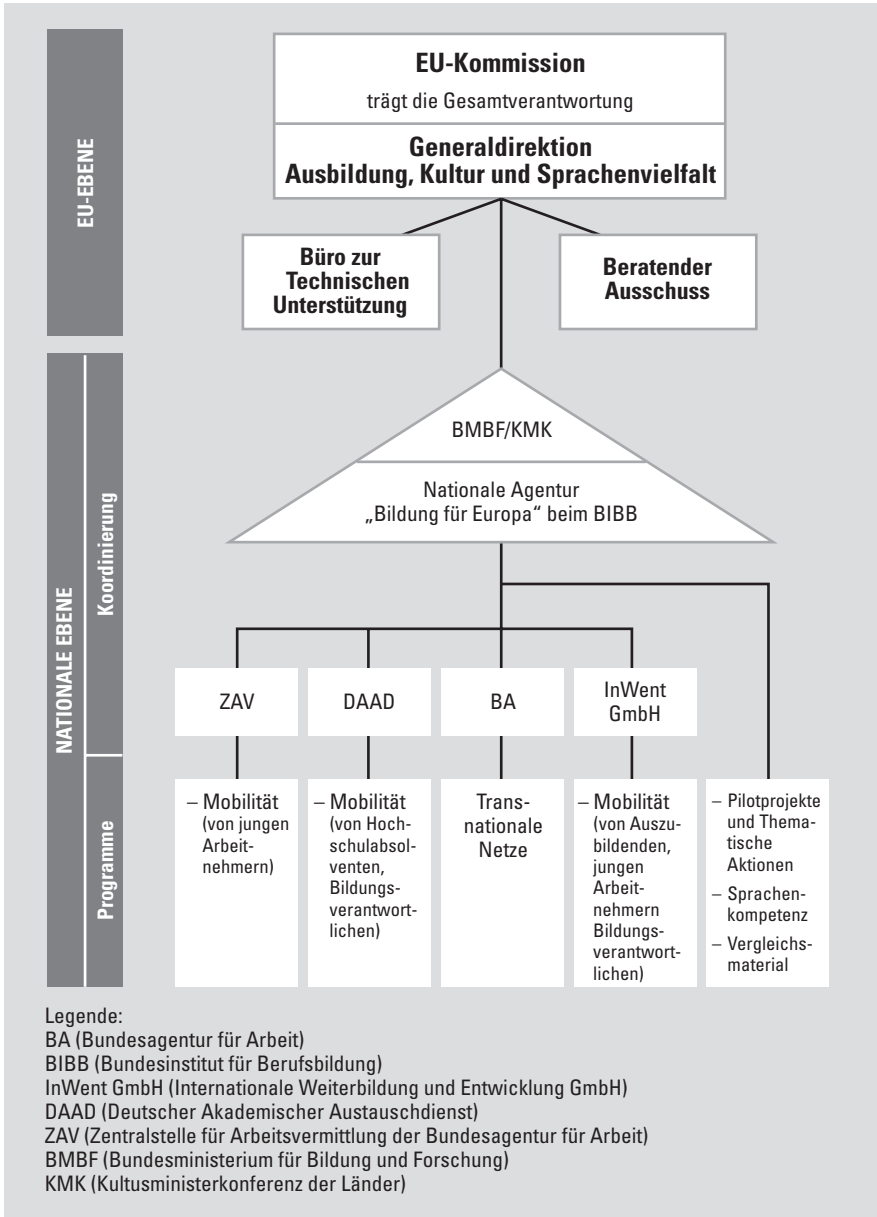 EU-EBENE
EU-Kommission
trägt die Gesamtverantwortung
Generaldirektion
Ausbildung, Kultur und Sprachenvielfalt
Büro zur
Technischen
Unterstützung
Beratender
Ausschuss
NATIONALE EBENE
Koordinierung
BMBF/KMK
Nationale Agentur
„Bildung für Europa“ beim BIBB
ZAV
DAAD
BA
InWent
GmbH
Programme
– Mobilität
(von jungen
Arbeit-
nehmern)
– Mobilität
(von Hoch-
schulabsol-
venten,
Bildungs-
verantwort-
lichen)
Trans-
nationale
Netze
– Mobilität
(von Auszu-
bildenden,
jungen
Arbeit-
nehmern
Bildungs-
verantwort-
lichen)
– Pilotprojekte
und Thema-
tische
Aktionen
– Sprachen-
kompetenz
– Vergleichs-
material
Legende:
BA (Bundesagentur für Arbeit)
BIBB (Bundesinstitut für Berufsbildung)
InWent GmbH (Internationale Weiterbildung und Entwicklung GmbH)
DAAD (Deutscher Akademischer Austauschdienst)
ZAV (Zentralstelle für Arbeitsvermittlung der Bundesagentur für Arbeit)
BMBF (Bundesministerium für Bildung und Forschung)
KMK (Kultusministerkonferenz der Länder)